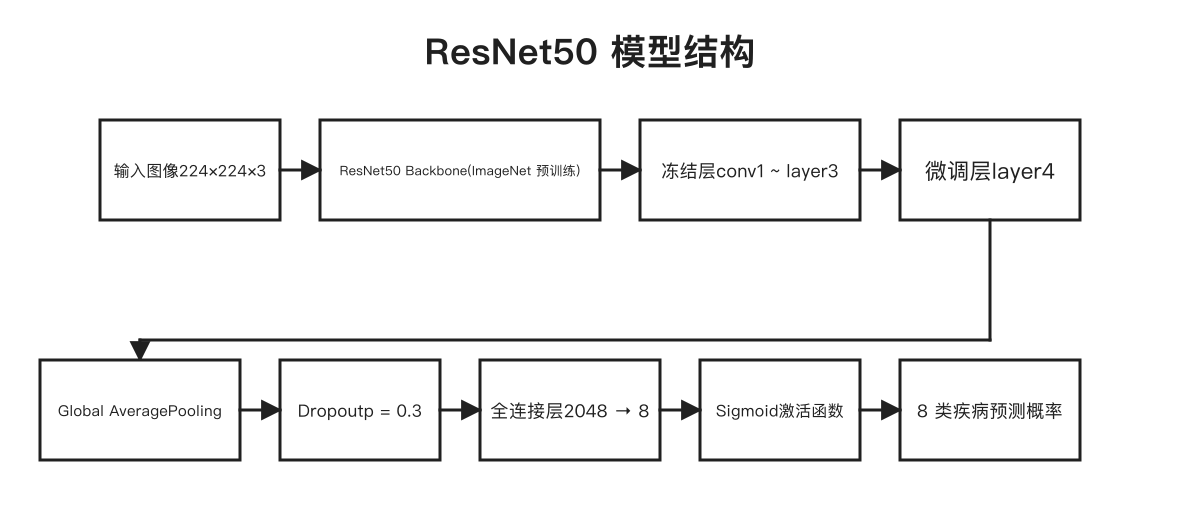 ResNet50 模型结构
输入图像224×224×3
ResNet50 Backbone(ImageNet 预训练)
冻结层conv1 ~ layer3
微调层layer4
Global AveragePooling
Dropoutp = 0.3
全连接层2048 → 8
Sigmoid激活函数
8 类疾病预测概率